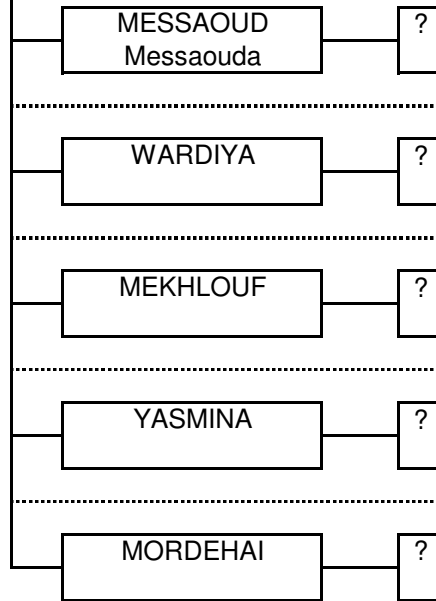 MESSAOUD ?
Messaouda
WARDIYA ?
MEKHLOUF ?
YASMINA ?
MORDEHAI ?